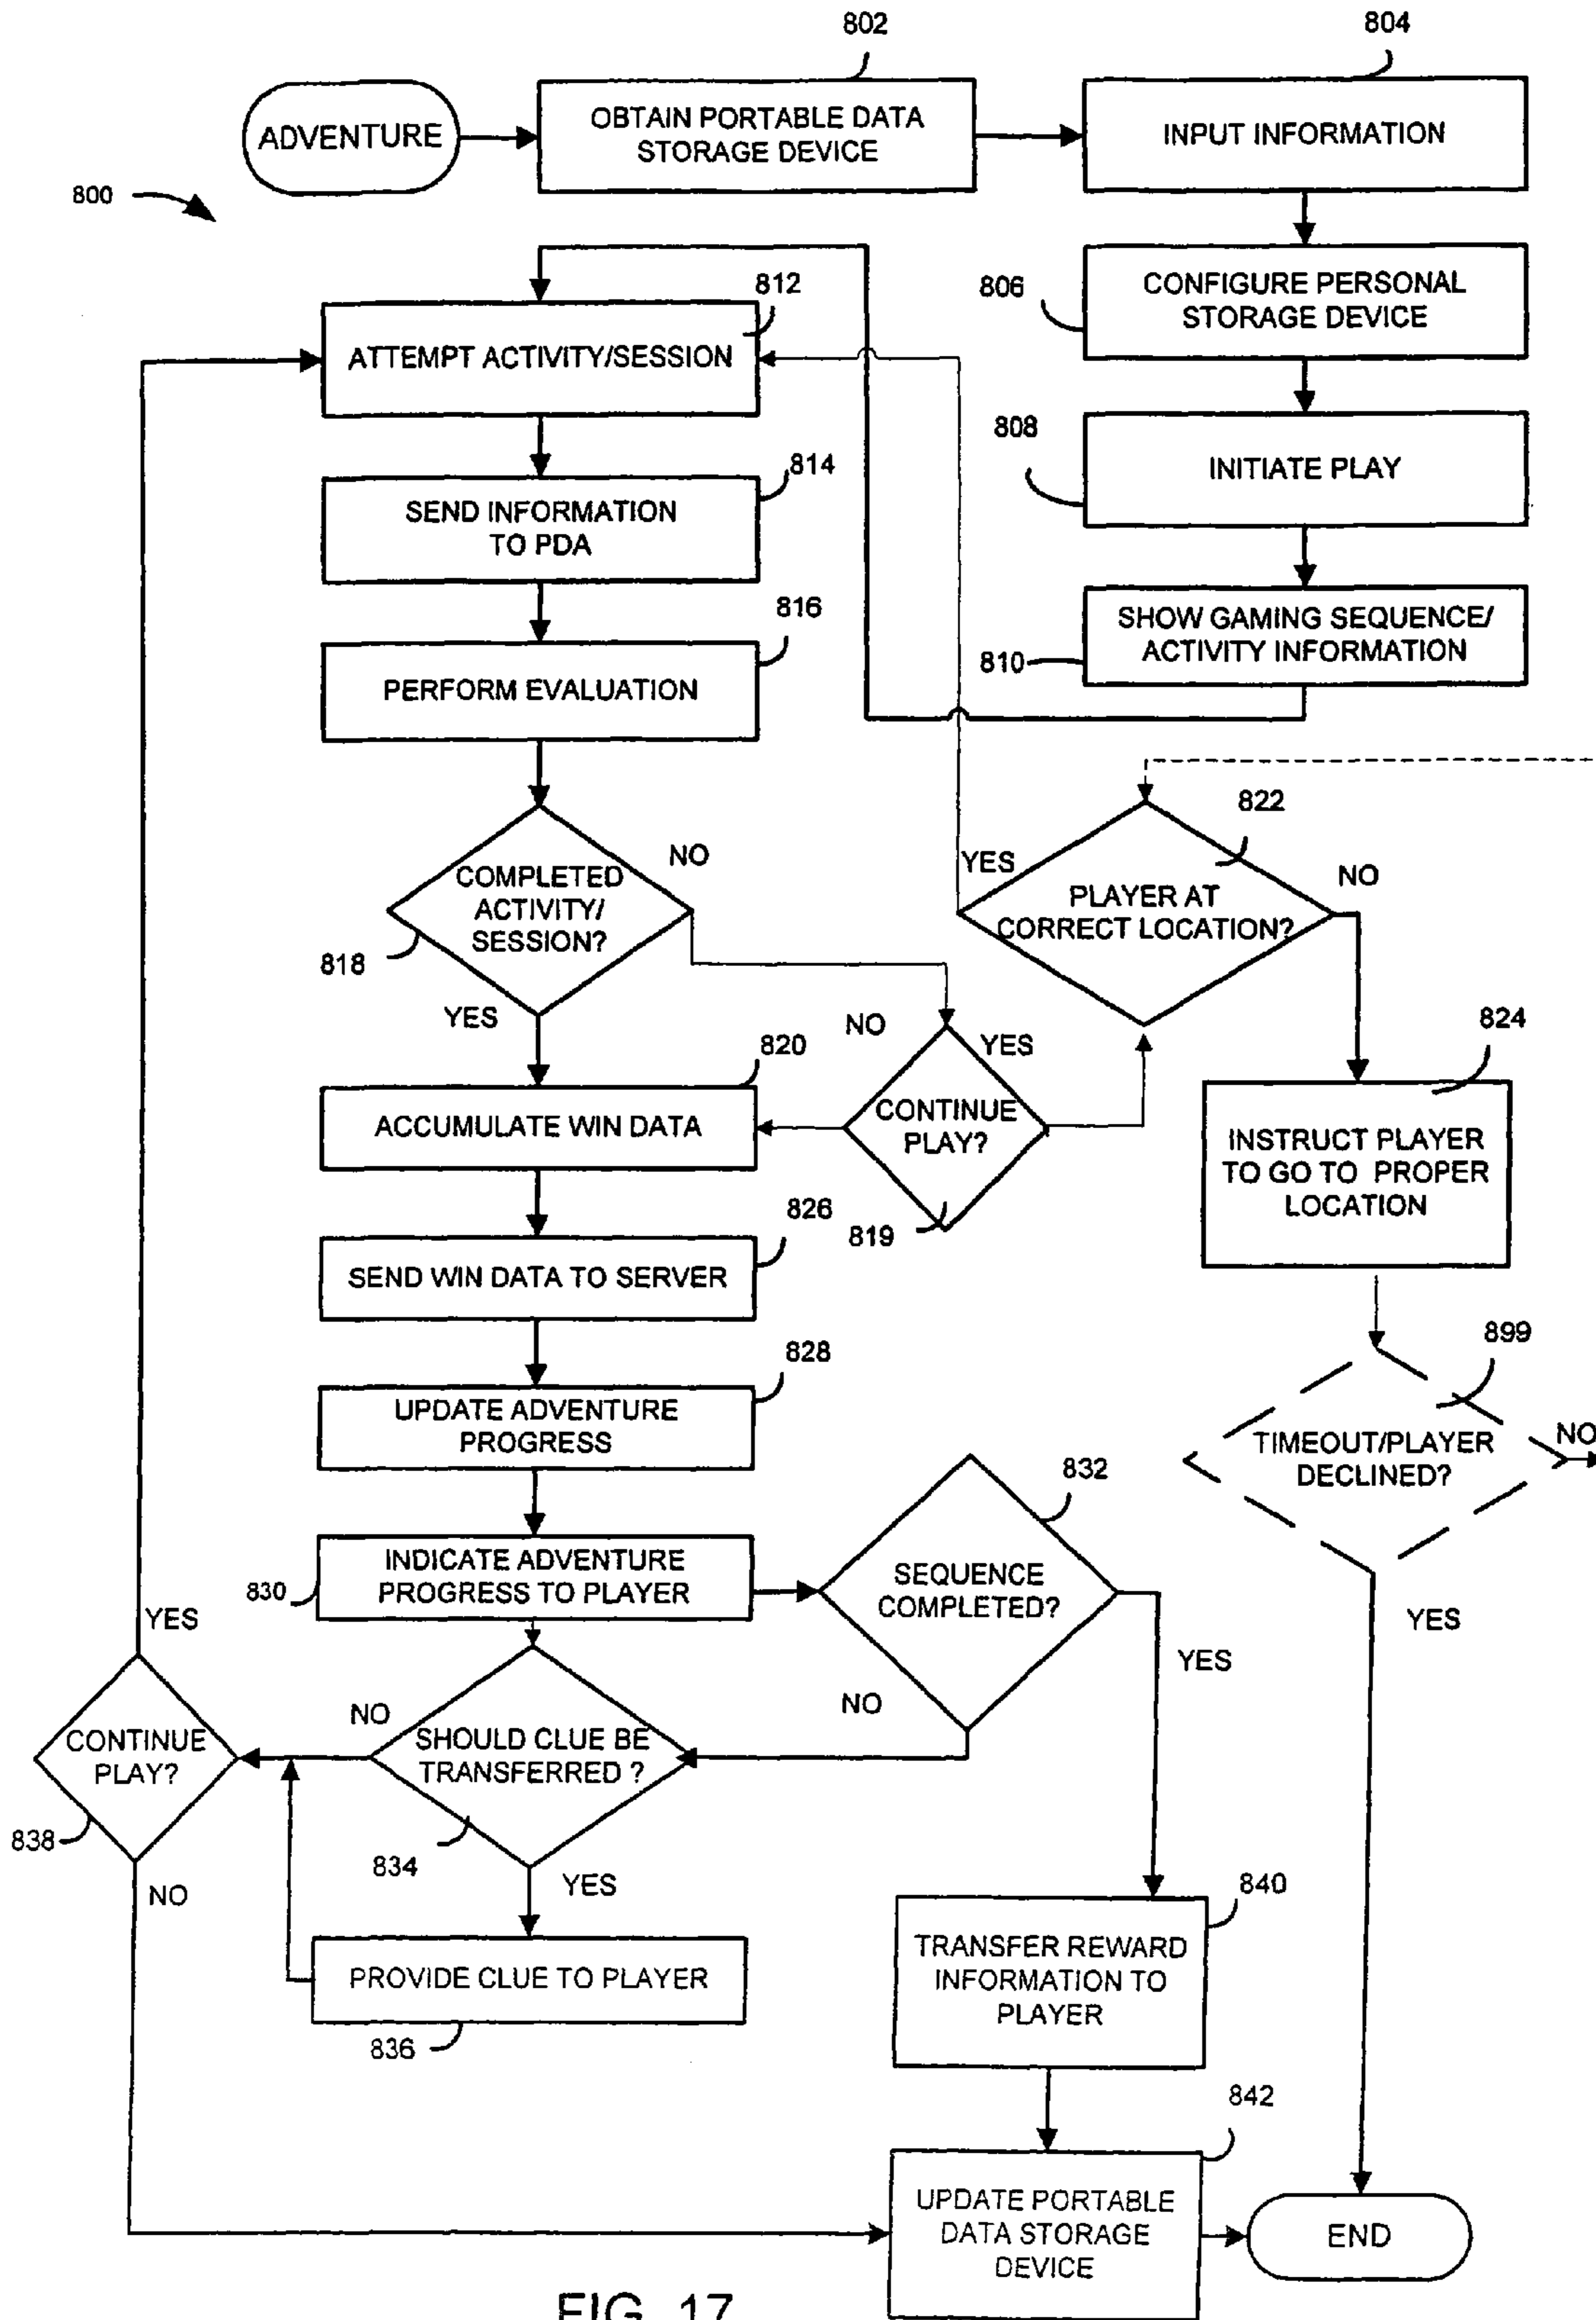 802
804
ADVENTURE
OBTAIN PORTABLE DATA
STORAGE DEVICE
INPUT INFORMATION
800
806
CONFIGURE PERSONAL
STORAGE DEVICE
812
ATTEMPT ACTIVITY/SESSION
808
INITIATE PLAY
814
SEND INFORMATION
TO PDA
810
SHOW GAMING SEQUENCE/
ACTIVITY INFORMATION
816
PERFORM EVALUATION
822
YES
NO
PLAYER AT
CORRECT LOCATION?
NO
COMPLETED
ACTIVITY/
SESSION?
818
YES
NO
YES
CONTINUE
PLAY?
819
824
INSTRUCT PLAYER
TO GO TO PROPER
LOCATION
820
ACCUMULATE WIN DATA
826
SEND WIN DATA TO SERVER
828
UPDATE ADVENTURE
PROGRESS
899
TIMEOUT/PLAYER
DECLINED?
NO
YES
830
INDICATE ADVENTURE
PROGRESS TO PLAYER
832
SEQUENCE
COMPLETED?
YES
NO
YES
CONTINUE
PLAY?
838
NO
NO
SHOULD CLUE BE
TRANSFERRED ?
834
YES
PROVIDE CLUE TO PLAYER
836
840
TRANSFER REWARD
INFORMATION TO
PLAYER
842
UPDATE PORTABLE
DATA STORAGE
DEVICE
END
FIG. 17